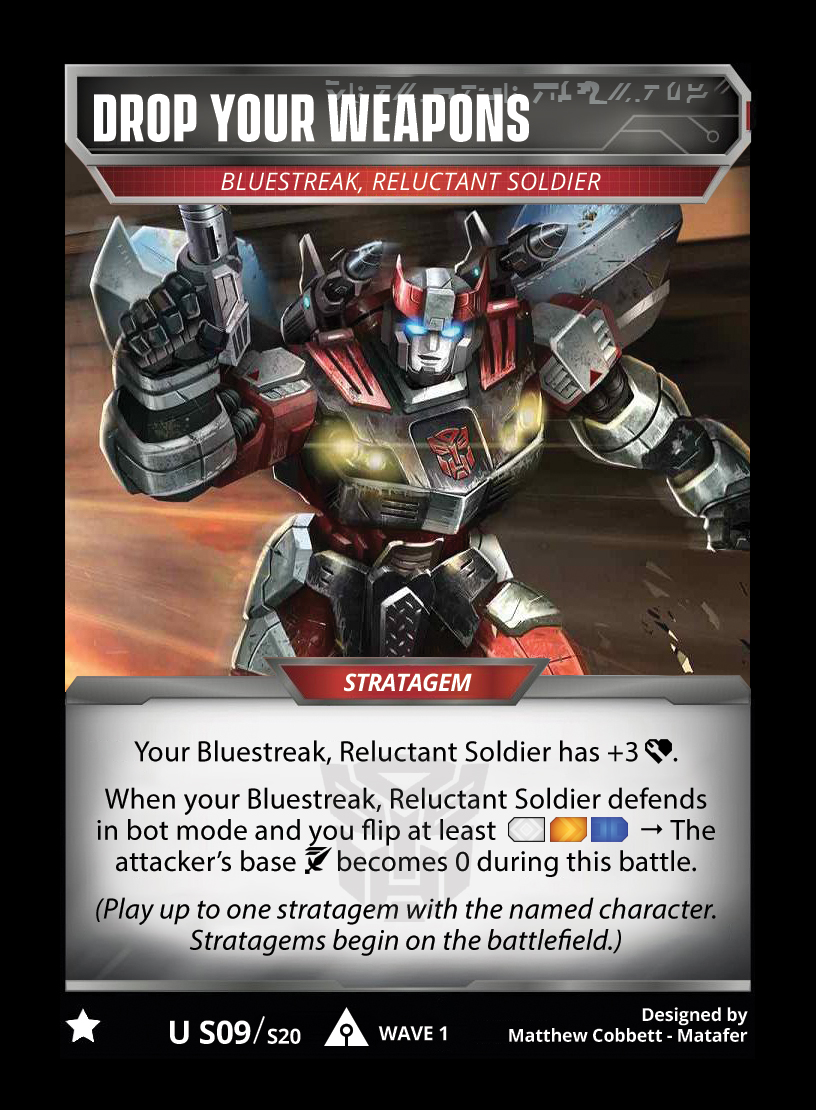 DROP YOUR WEAPONS
BLUESTREAK, RELUCTANT SOLDIER
STRATAGEM
Your Bluestreak, Reluctant Soldier has +3 .
When your Bluestreak, Reluctant Soldier defends
in bot mode and you flip at least → The
attacker's base becomes 0 during this battle.
(Play up to one stratagem with the named character.
Stratagems begin on the battlefield.)
U S09/S20 WAVE 1
Designed by
Matthew Cobbett - Matafer